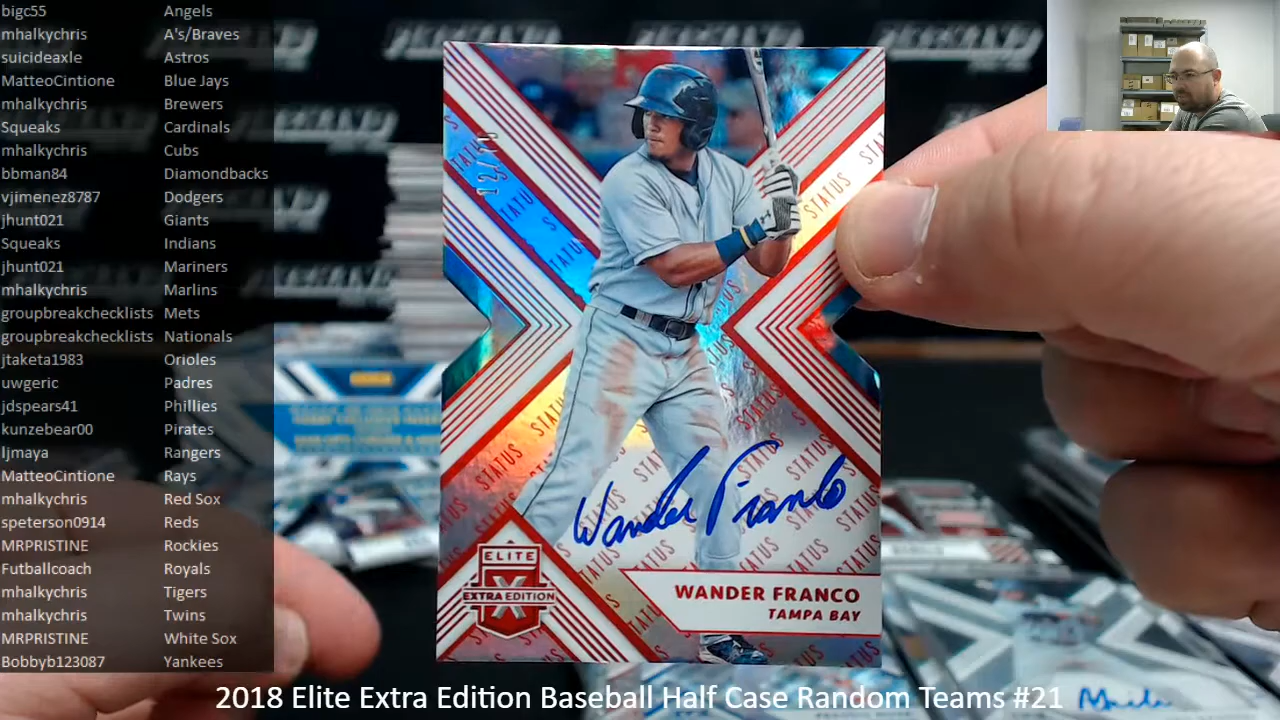 bigc55 Angels
mhalkychris A's/Braves
suicideaxle Astros
MatteoCintione Blue Jays
mhalkychris Brewers
Squeaks Cardinals
mhalkychris Cubs
bbman84 Diamondbacks
vjimenez8787 Dodgers
jhunt021 Giants
Squeaks Indians
jhunt021 Mariners
mhalkychris Marlins
groupbreakchecklists Mets
groupbreakchecklists Nationals
jtaketa1983 Orioles
uwgeric Padres
jdspears41 Phillies
kunzebear00 Pirates
ljmaya Rangers
MatteoCintione Rays
mhalkychris Red Sox
speterson0914 Reds
MRPRISTINE Rockies
Futballcoach Royals
mhalkychris Tigers
mhalkychris Twins
MRPRISTINE White Sox
Bobbyb123087 Yankees
STATUS
STATUS
STATUS
STATUS
Wander Franco
ELITE
EXTRA EDITION
X
WANDER FRANCO
TAMPA BAY
2018 Elite Extra Edition Baseball Half Case Random Teams #21